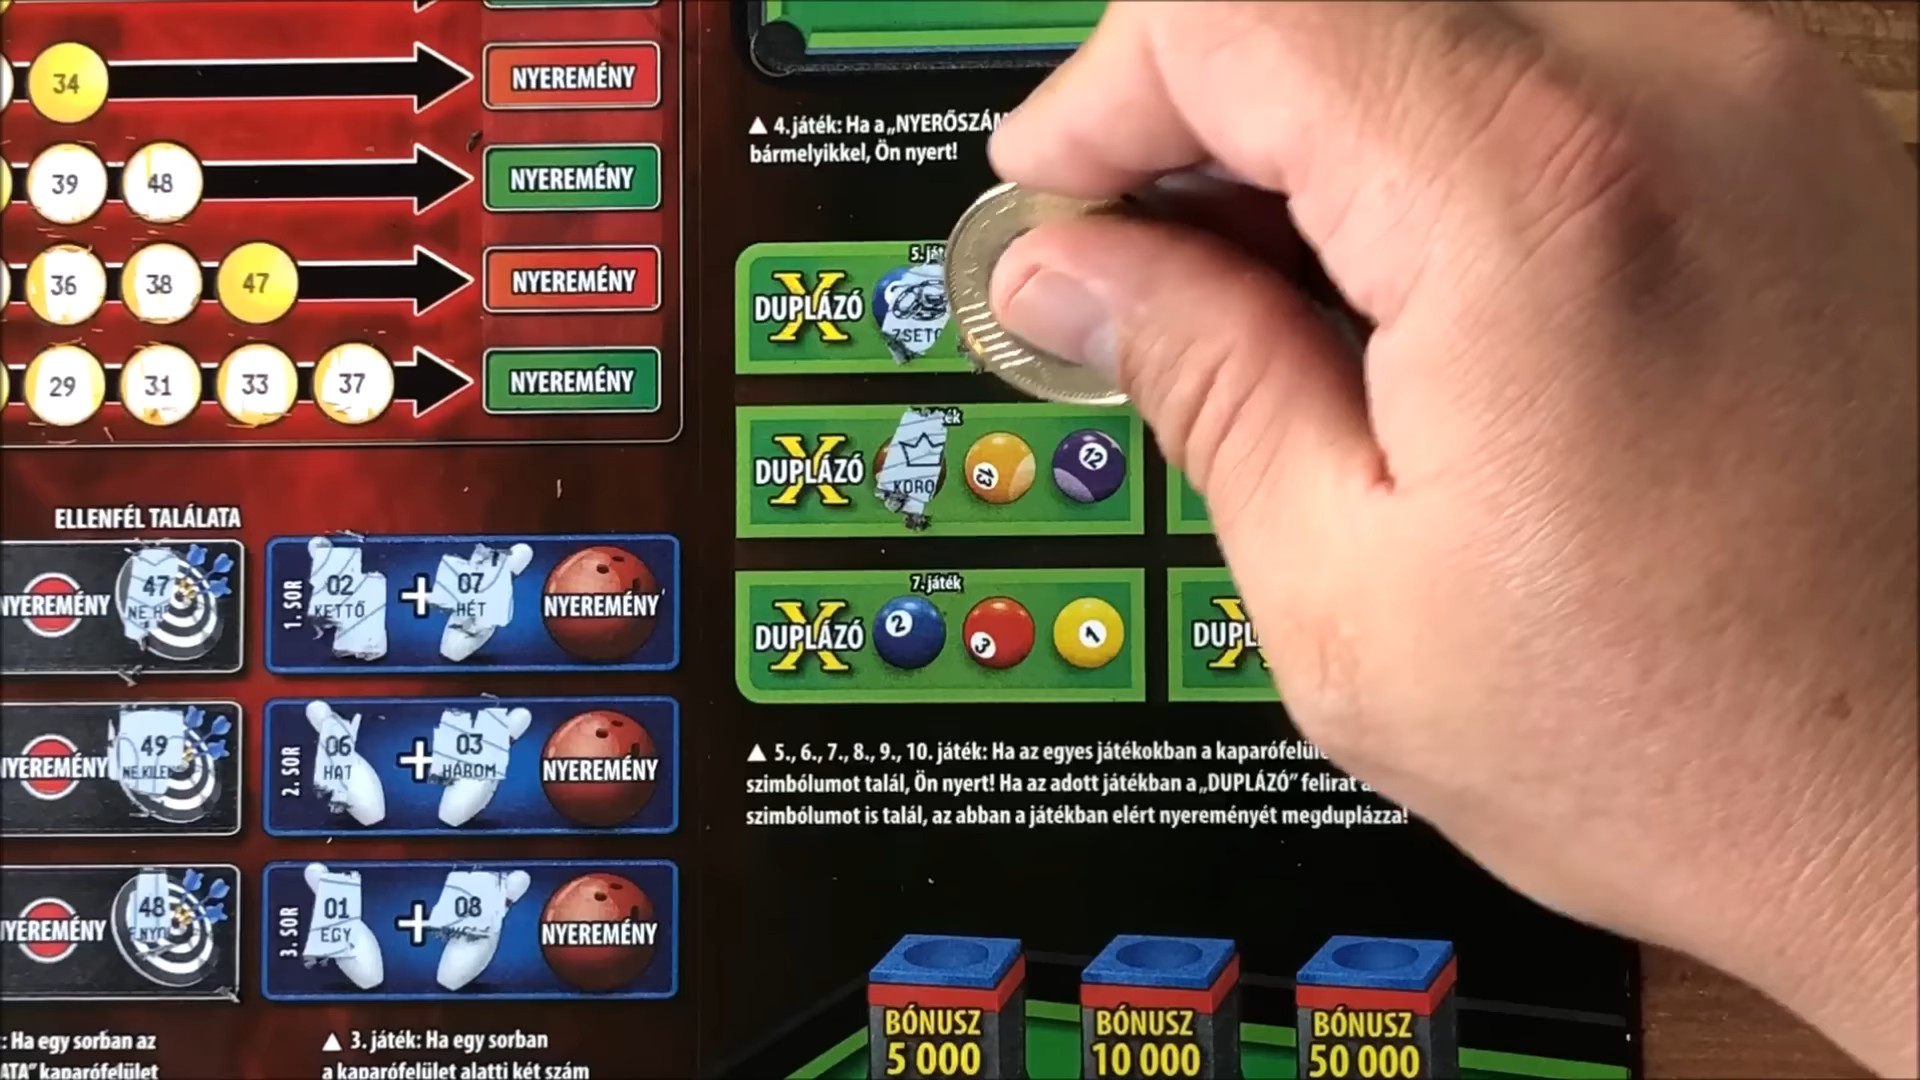 34
NYEREMÉNY
39 48
NYEREMÉNY
36 38 47
NYEREMÉNY
29 31 33 37
NYEREMÉNY
ELLENFÉL TALÁLATA
NYEREMÉNY
47
49
48
1. SOR
02
KETTŐ
+
07
HÉT
NYEREMÉNY
2. SOR
06
HAT
+
03
HÁROM
NYEREMÉNY
3. SOR
01
EGY
+
08
NYEREMÉNY
: Ha egy sorban az
ATA" kaparófelület
▲ 3. játék: Ha egy sorban
a kaparófelület alatti két szám
▲ 4. játék: Ha a „NYERŐSZÁM
bármelyikkel, Ön nyert!
5. ját
X
DUPLÁZÓ
ZSETO
ék
X
DUPLÁZÓ
KORO
13 12
7. játék
X
DUPLÁZÓ
2 3 1
DUPL
▲ 5., 6., 7., 8., 9., 10. játék: Ha az egyes játékokban a kaparófelül
szimbólumot talál, Ön nyert! Ha az adott játékban a „DUPLÁZÓ" felirat a
szimbólumot is talál, az abban a játékban elért nyereményét megduplázza!
BÓNUSZ
5 000
BÓNUSZ
10 000
BÓNUSZ
50 000